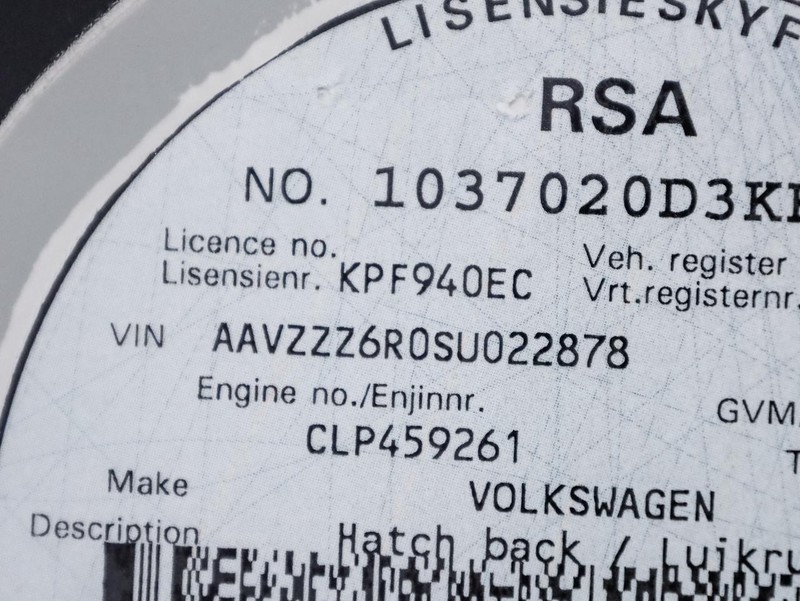 LISENSIESKYF
RSA
NO. 1037020D3K
Licence no.
Lisensienr. KPF940EC
Veh. register
Vrt.registernr.
VIN AAVZZZ6R0SU022878
Engine no./Enjinnr.
GVM
CLP459261
T
Make VOLKSWAGEN
Description Hatch back / Luikru